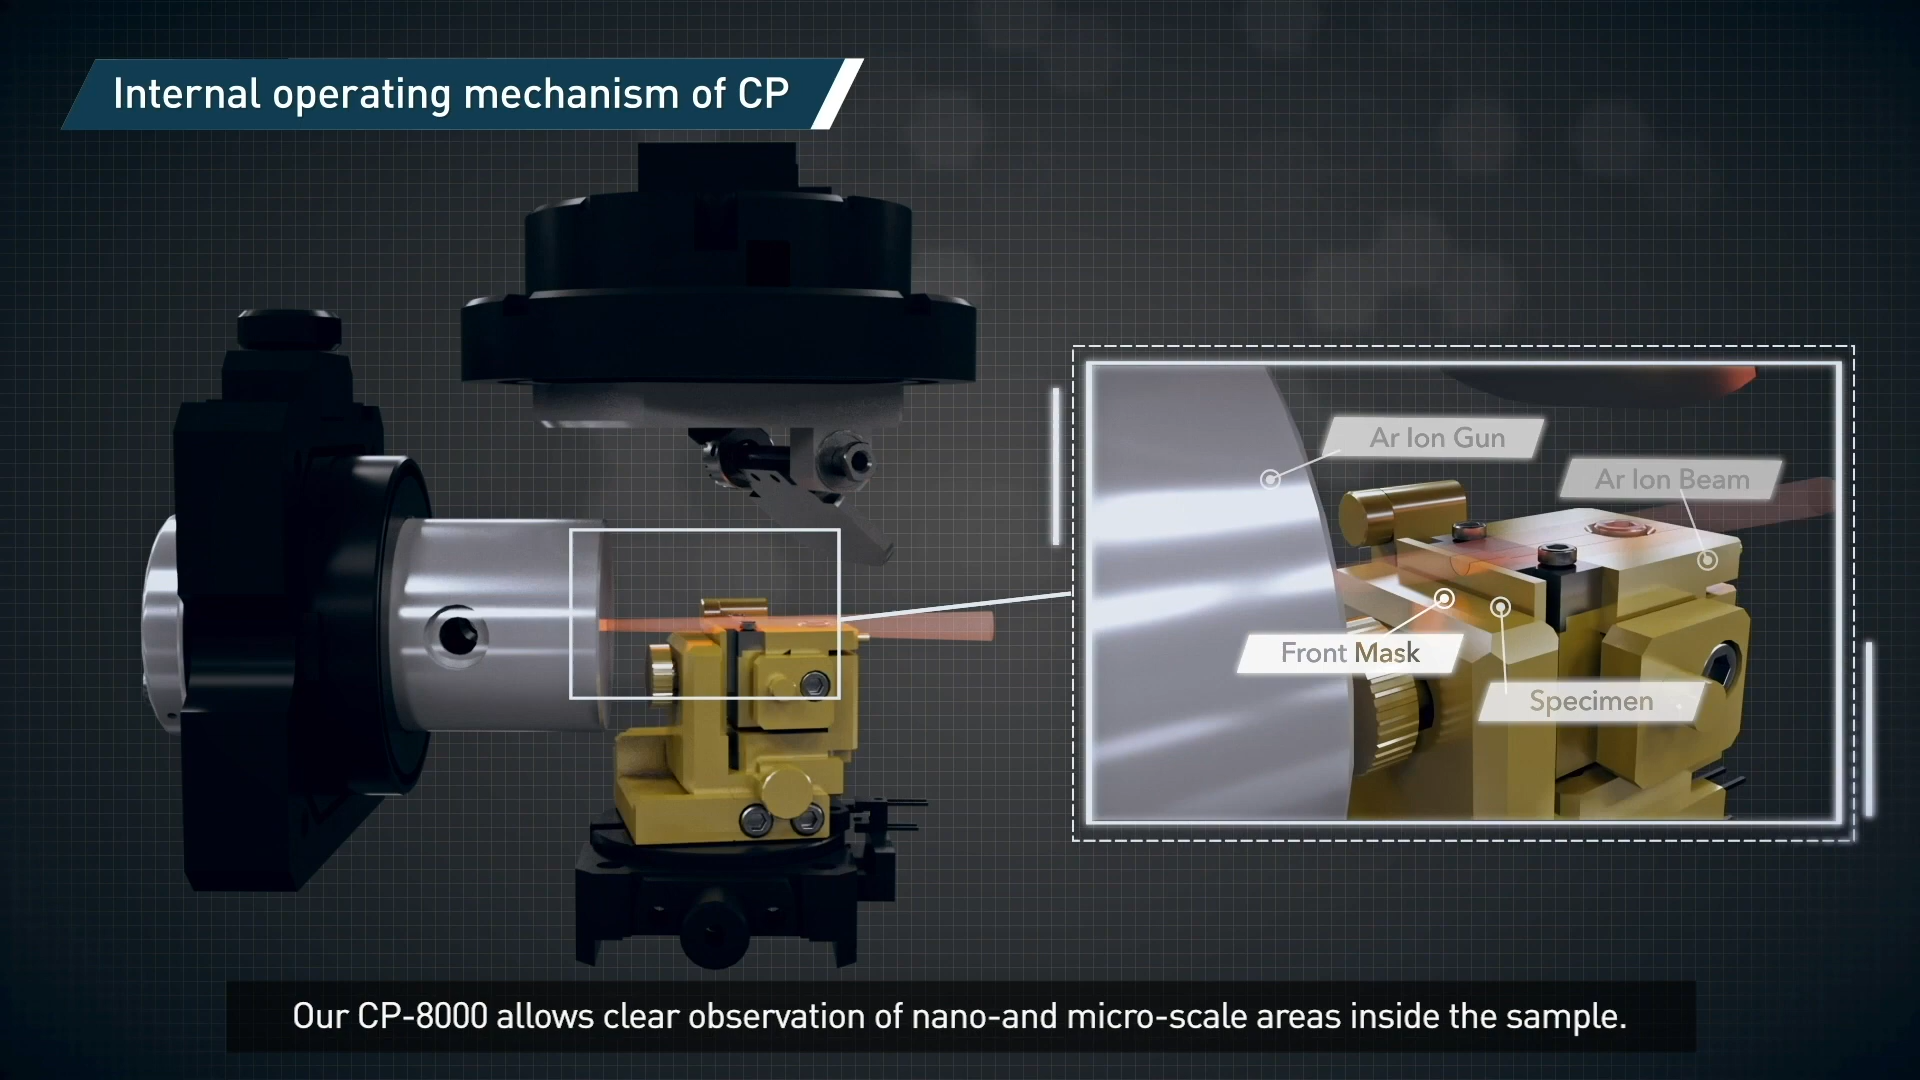 Internal operating mechanism of CP
Ar Ion Gun
Ar Ion Beam
Front Mask
Specimen
Our CP-8000 allows clear observation of nano-and micro-scale areas inside the sample.